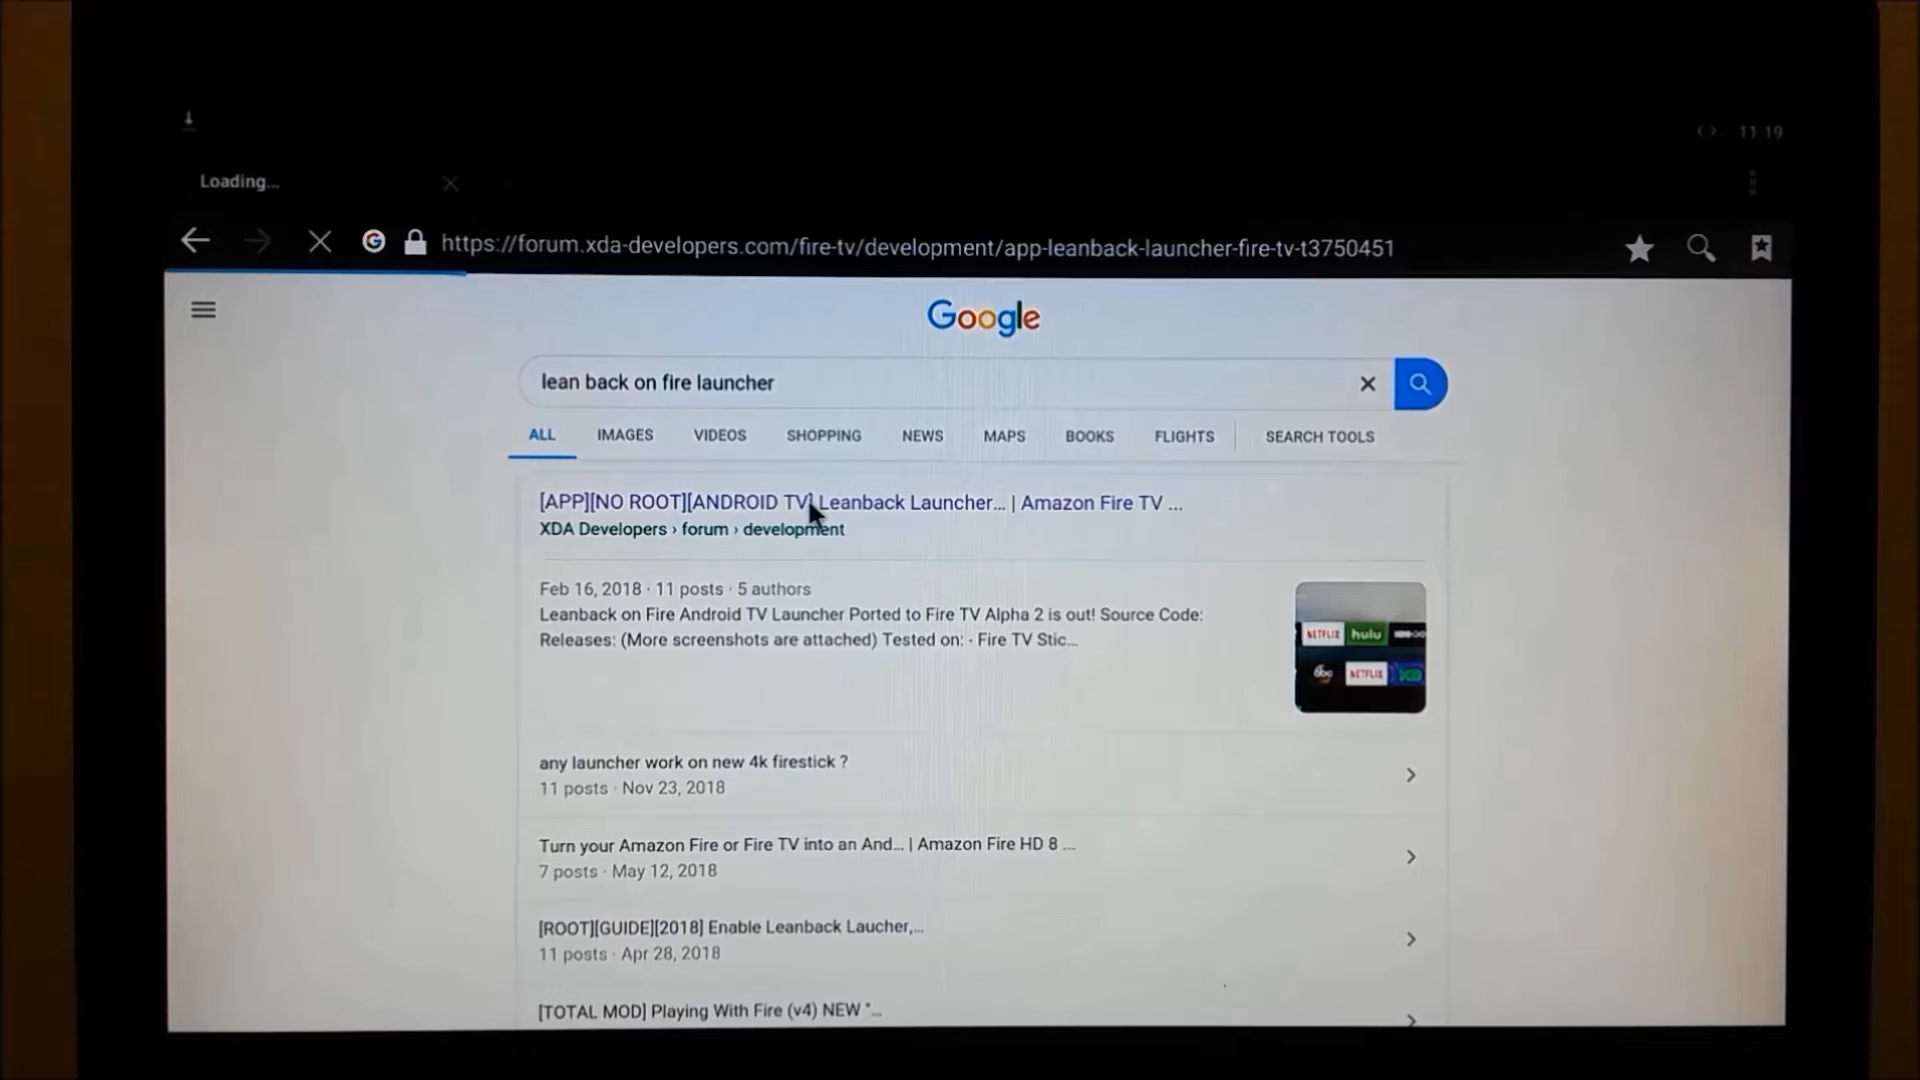 11 19
Loading...
https://forum.xda-developers.com/fire-tv/development/app-leanback-launcher-fire-tv-t3750451
Google
lean back on fire launcher
ALL IMAGES VIDEOS SHOPPING NEWS MAPS BOOKS FLIGHTS SEARCH TOOLS
[APP][NO ROOT][ANDROID TV] Leanback Launcher... | Amazon Fire TV ...
XDA Developers › forum › development
Feb 16, 2018 · 11 posts · 5 authors
Leanback on Fire Android TV Launcher Ported to Fire TV Alpha 2 is out! Source Code:
Releases: (More screenshots are attached) Tested on: - Fire TV Stic...
NETFLIX hulu
abc NETFLIX
any launcher work on new 4k firestick ?
11 posts · Nov 23, 2018
Turn your Amazon Fire or Fire TV into an And... | Amazon Fire HD 8 ...
7 posts · May 12, 2018
[ROOT][GUIDE][2018] Enable Leanback Laucher,...
11 posts · Apr 28, 2018
[TOTAL MOD] Playing With Fire (v4) NEW "...